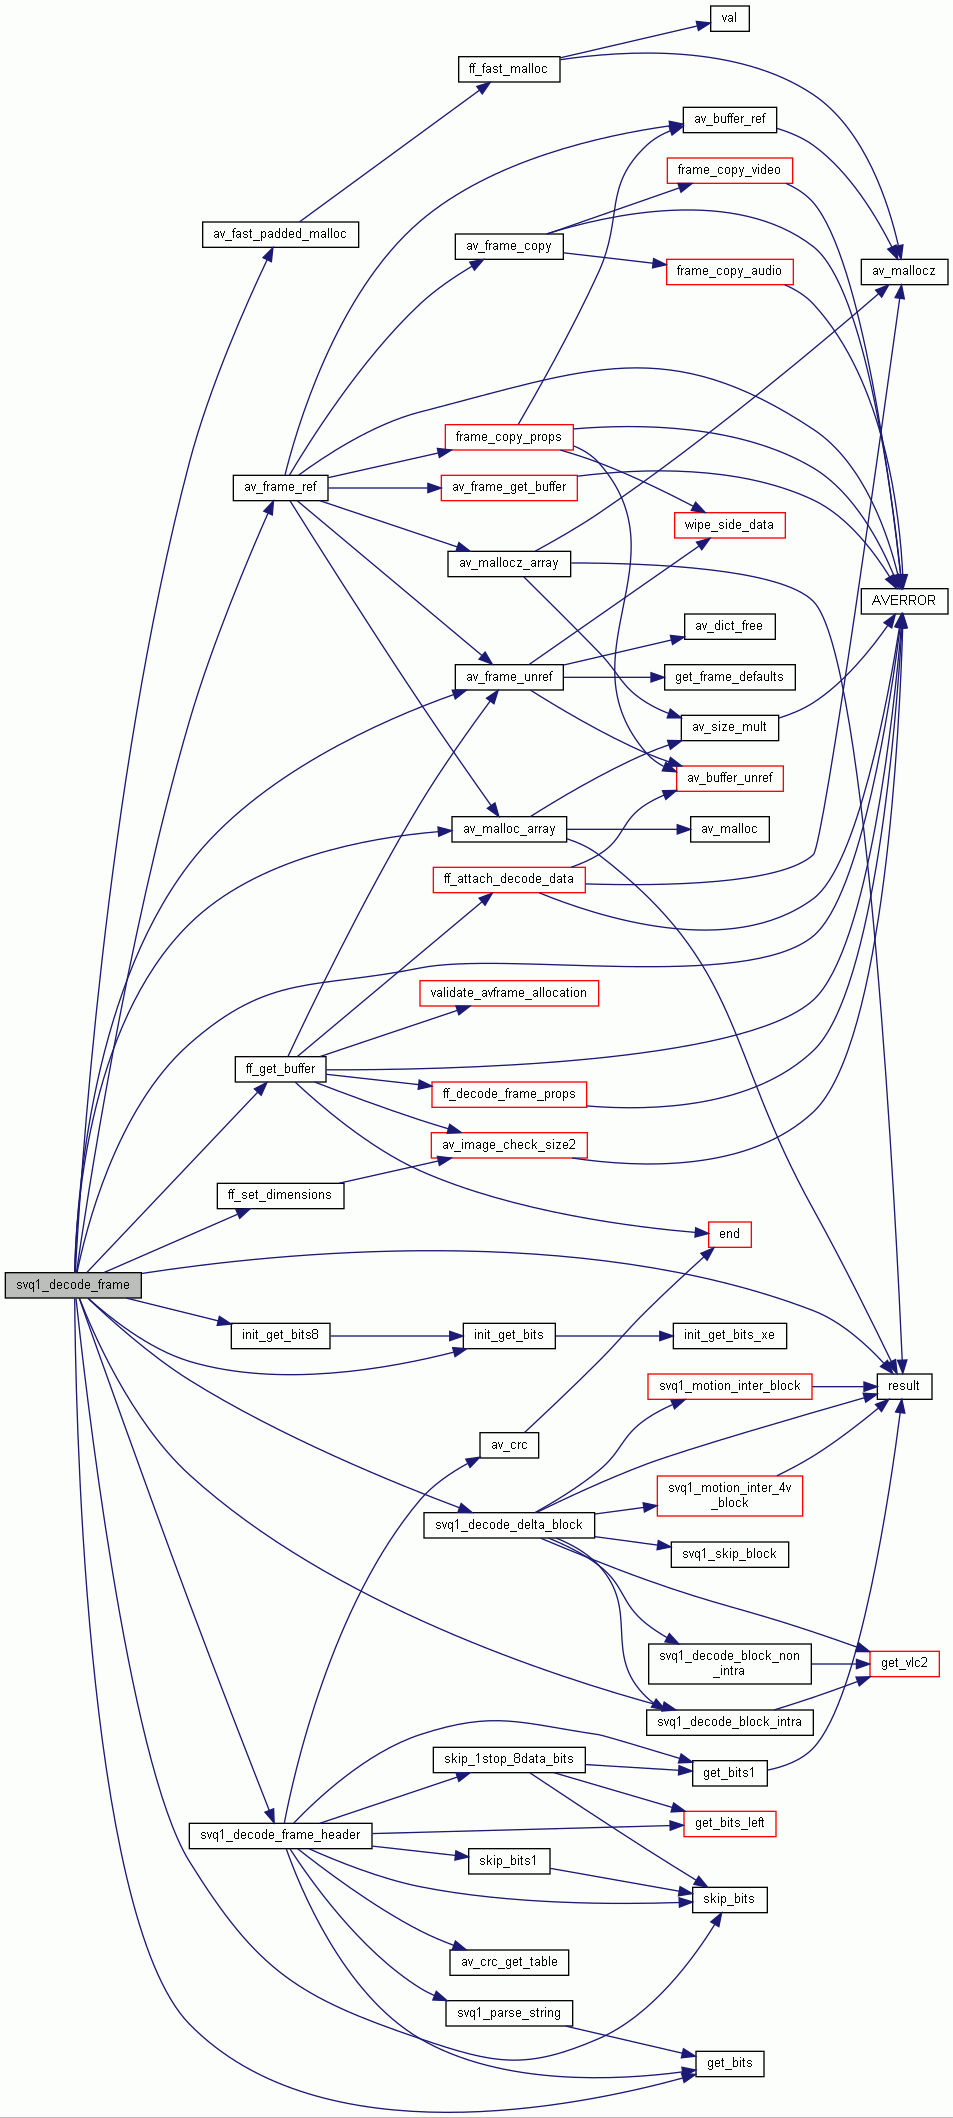 val
ff_fast_malloc
av_buffer_ref
frame_copy_video
av_fast_padded_malloc
av_frame_copy
frame_copy_audio
av_mallocz
frame_copy_props
av_frame_ref
av_frame_get_buffer
wipe_side_data
av_mallocz_array
AVERROR
av_dict_free
av_frame_unref
get_frame_defaults
av_size_mult
av_buffer_unref
av_malloc_array
av_malloc
ff_attach_decode_data
validate_avframe_allocation
ff_get_buffer
ff_decode_frame_props
av_image_check_size2
ff_set_dimensions
end
svq1_decode_frame
init_get_bits8
init_get_bits
init_get_bits_xe
svq1_motion_inter_block
result
av_crc
svq1_motion_inter_4v
_block
svq1_decode_delta_block
svq1_skip_block
svq1_decode_block_non
_intra
get_vlc2
svq1_decode_block_intra
skip_1stop_8data_bits
get_bits1
get_bits_left
svq1_decode_frame_header
skip_bits1
skip_bits
av_crc_get_table
svq1_parse_string
get_bits